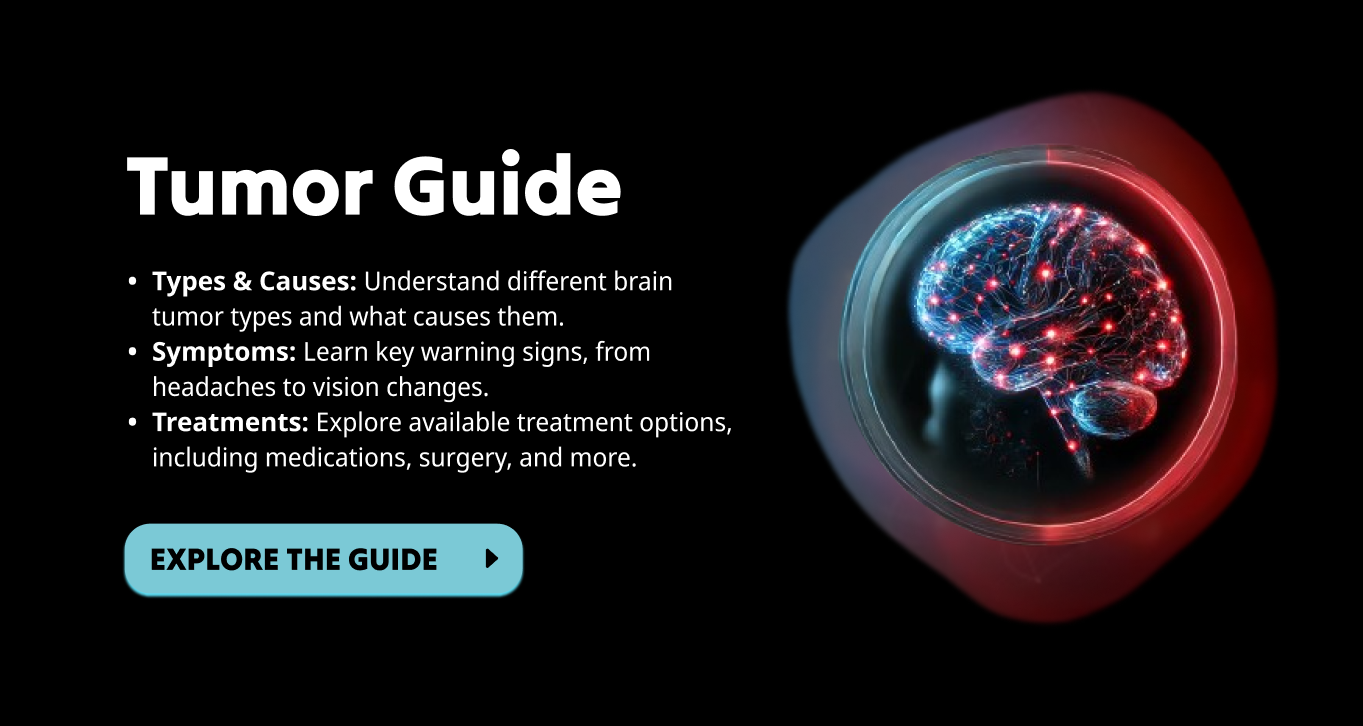 Tumor Guide
• Types & Causes: Understand different brain
tumor types and what causes them.
• Symptoms: Learn key warning signs, from
headaches to vision changes.
• Treatments: Explore available treatment options,
including medications, surgery, and more.
EXPLORE THE GUIDE